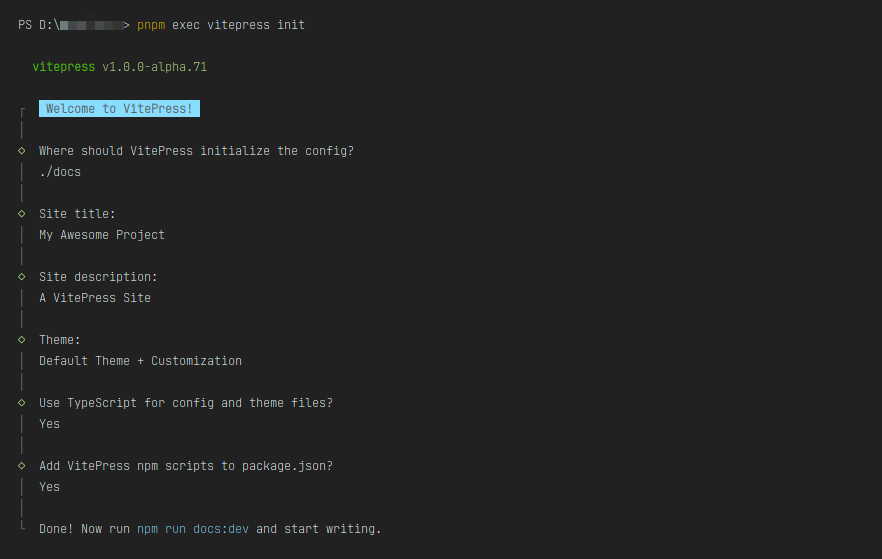 PS D:\> pnpm exec vitepress init
vitepress v1.0.0-alpha.71
Welcome to VitePress!
Where should VitePress initialize the config?
./docs
Site title:
My Awesome Project
Site description:
A VitePress Site
Theme:
Default Theme + Customization
Use TypeScript for config and theme files?
Yes
Add VitePress npm scripts to package.json?
Yes
Done! Now run npm run docs:dev and start writing.